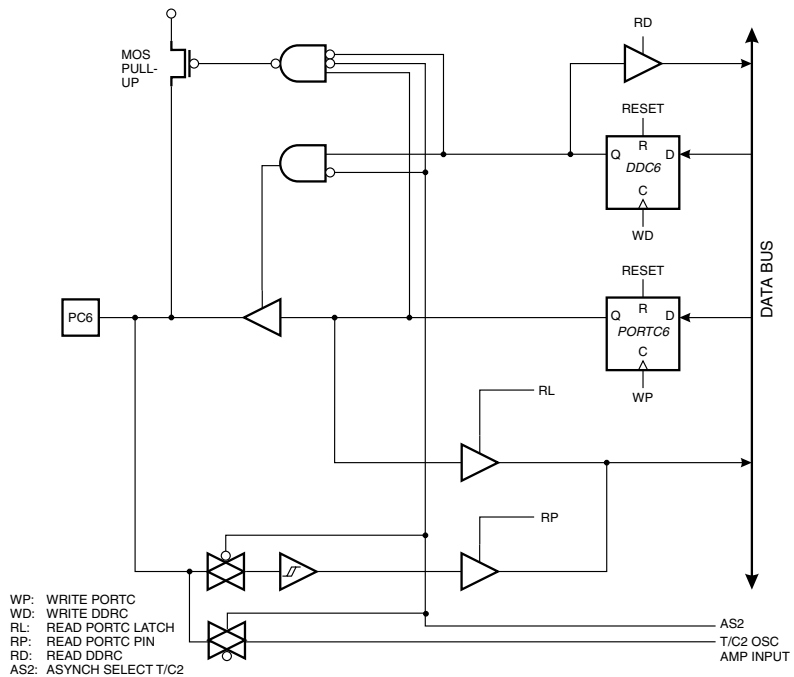 MOS
PULL-
UP
RD
RESET
R
Q
D
DDC6
C
WD
RESET
R
Q
D
PORTC6
C
WP
DATA BUS
PC6
RL
RP
AS2
T/C2 OSC
AMP INPUT
WP: WRITE PORTC
WD: WRITE DDRC
RL: READ PORTC LATCH
RP: READ PORTC PIN
RD: READ DDRC
AS2: ASYNCH SELECT T/C2